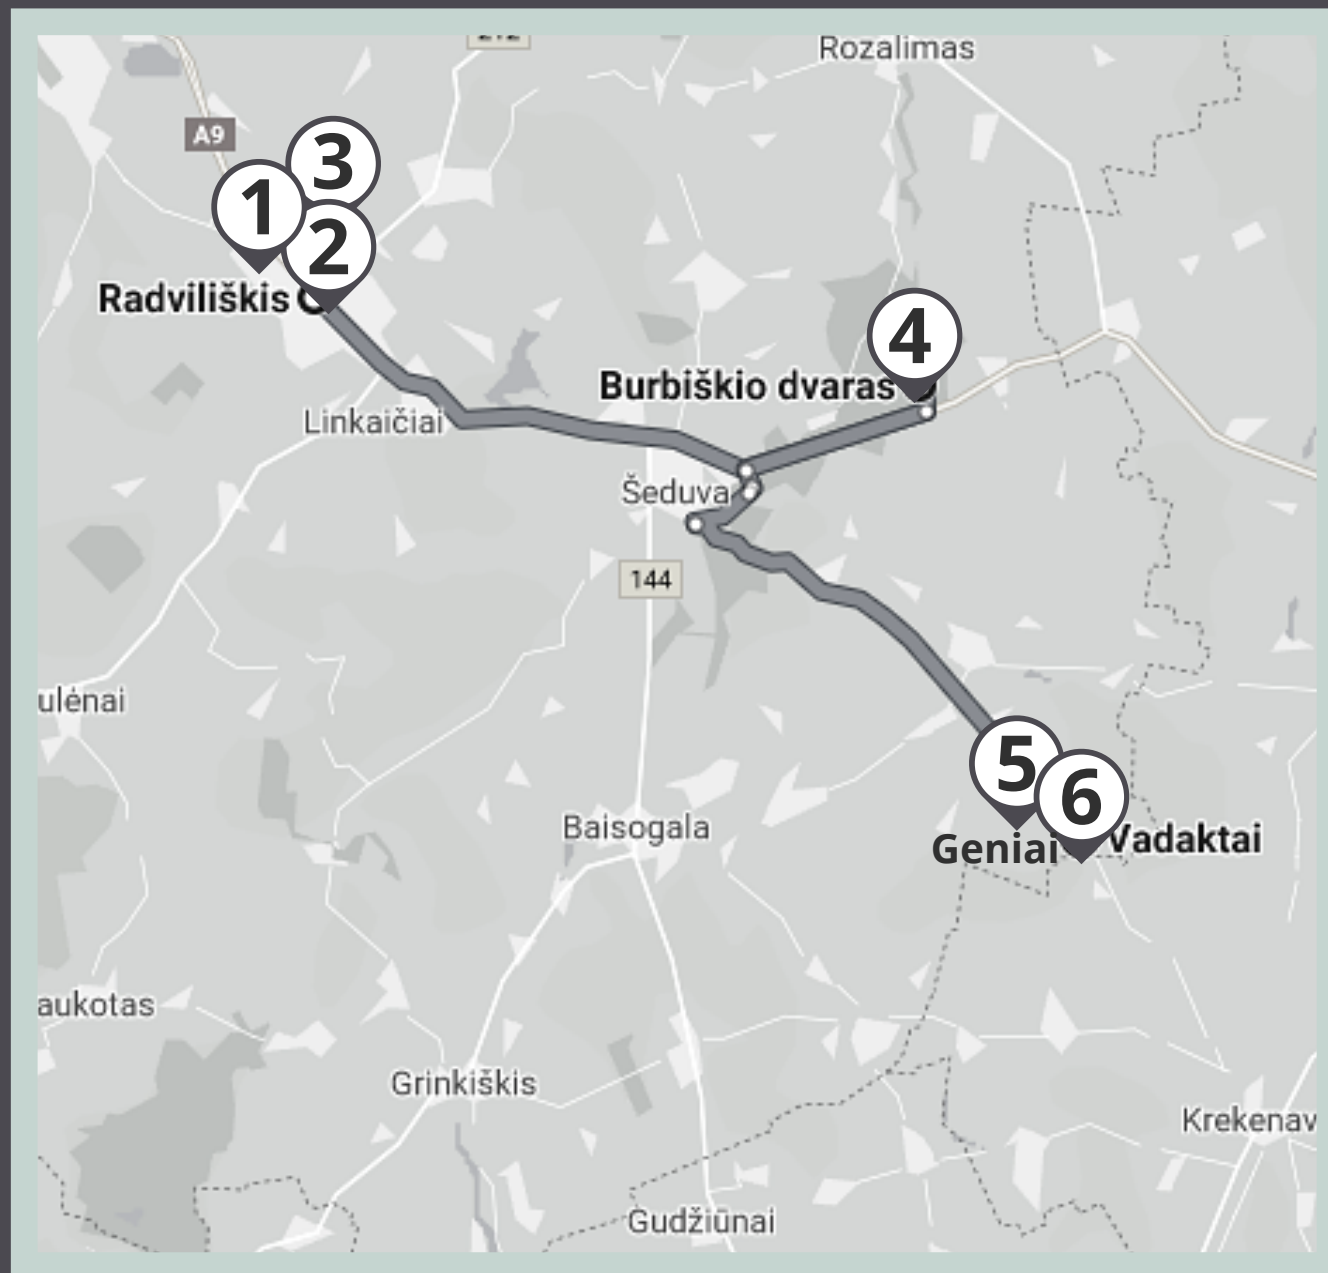 Rozalimas
A9
3
1
2
Radviliškis
4
Burbiškio dvaras
Linkaičiai
Šeduva
144
ulėnai
5
6
Baisogala
Geniai
Vadaktai
aukotas
Grinkiškis
Krekenav
Gudžiūnai